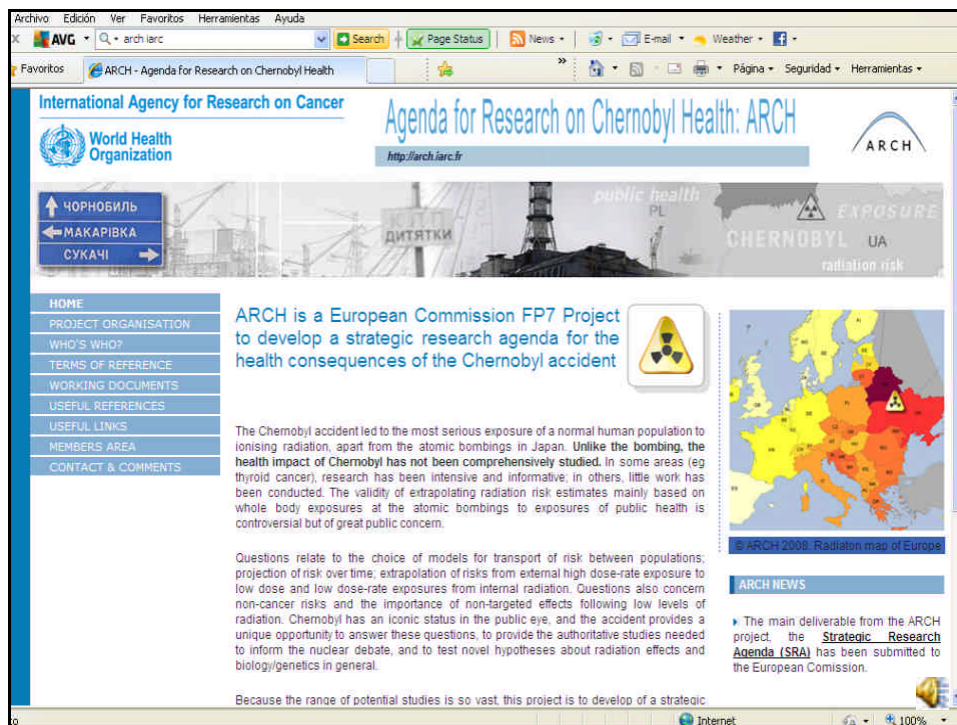 Archivo Edición Ver Favoritos Herramientas Ayuda
x AVG arch iarc Search Page Status News E-mail Weather
Favoritos ARCH - Agenda for Research on Chernobyl Health » Página Seguridad Herramientas
International Agency for Research on Cancer
World Health
Organization
Agenda for Research on Chernobyl Health: ARCH
http://arch.iarc.fr
ARCH
ЧОРНОБИЛЬ
МАКАРІВКА
СУКАЧІ
КПП
ДИТЯТКИ
public health
PL
EXPOSURE
CHERNOBYL UA
radiation risk
HOME
PROJECT ORGANISATION
WHO'S WHO?
TERMS OF REFERENCE
WORKING DOCUMENTS
USEFUL REFERENCES
USEFUL LINKS
MEMBERS AREA
CONTACT & COMMENTS
ARCH is a European Commission FP7 Project
to develop a strategic research agenda for the
health consequences of the Chernobyl accident
The Chernobyl accident led to the most serious exposure of a normal human population to
ionising radiation, apart from the atomic bombings in Japan. Unlike the bombing, the
health impact of Chernobyl has not been comprehensively studied. In some areas (eg
thyroid cancer), research has been intensive and informative; in others, little work has
been conducted. The validity of extrapolating radiation risk estimates mainly based on
whole body exposures at the atomic bombings to exposures of public health is
controversial but of great public concern.
Questions relate to the choice of models for transport of risk between populations;
projection of risk over time; extrapolation of risks from external high dose-rate exposure to
low dose and low dose-rate exposures from internal radiation. Questions also concern
non-cancer risks and the importance of non-targeted effects following low levels of
radiation. Chernobyl has an iconic status in the public eye, and the accident provides a
unique opportunity to answer these questions, to provide the authoritative studies needed
to inform the nuclear debate, and to test novel hypotheses about radiation effects and
biology/genetics in general.
Because the range of potential studies is so vast, this project is to develop of a strategic
© ARCH 2008. Radiaton map of Europe
ARCH NEWS
The main deliverable from the ARCH
project, the Strategic Research
Agenda (SRA) has been submitted to
the European Comission.
Internet 100%